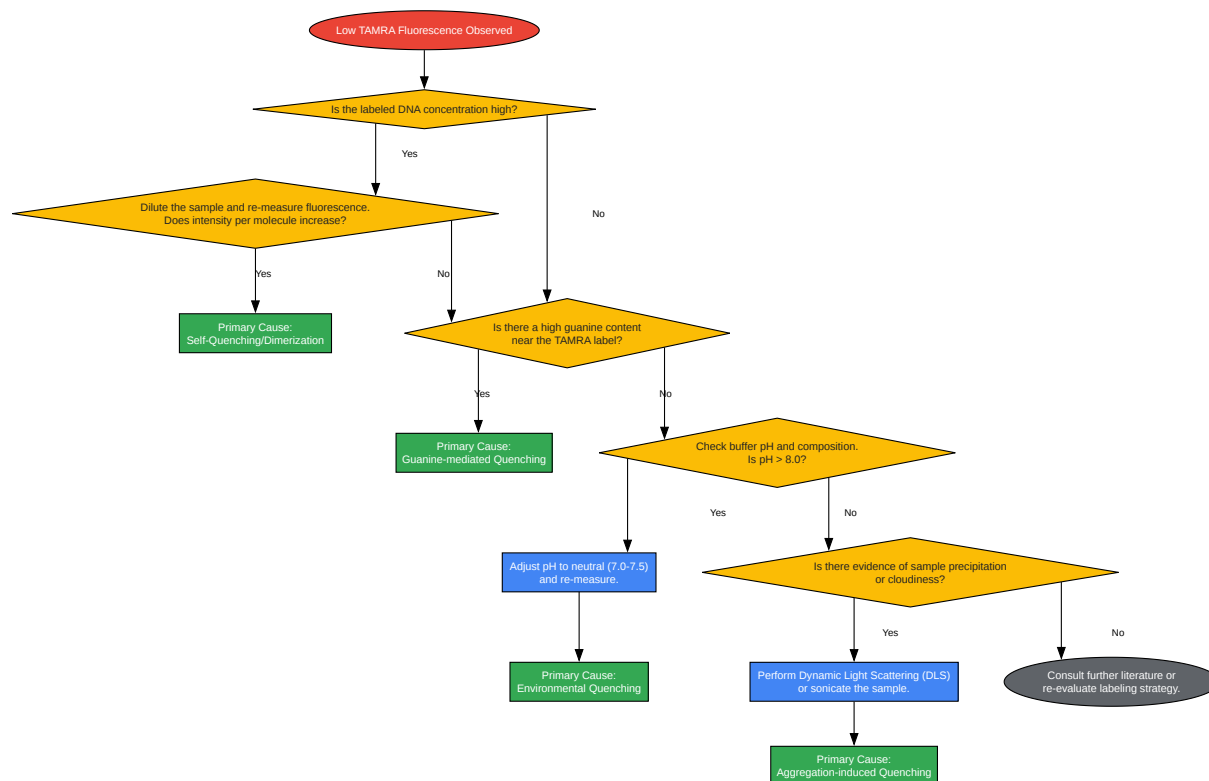 Low TAMRA Fluorescence Observed
Is the labeled DNA concentration high?
Yes
Dilute the sample and re-measure fluorescence.
Does intensity per molecule increase?
No
Yes
No
Primary Cause:
Self-Quenching/Dimerization
Is there a high guanine content
near the TAMRA label?
Yes
No
Primary Cause:
Guanine-mediated Quenching
Check buffer pH and composition.
Is pH > 8.0?
Yes
No
Adjust pH to neutral (7.0-7.5)
and re-measure.
Is there evidence of sample precipitation
or cloudiness?
Yes
No
Primary Cause:
Environmental Quenching
Perform Dynamic Light Scattering (DLS)
or sonicate the sample.
Consult further literature or
re-evaluate labeling strategy.
Primary Cause:
Aggregation-induced Quenching